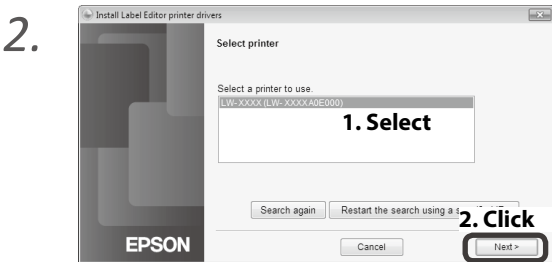 2.
Install Label Editor printer drivers
Select printer
Select a printer to use.
LW-XXXX (LW-XXXXA0E000)
1. Select
Search again
Restart the search using a
2. Click
EPSON
Cancel
Next >